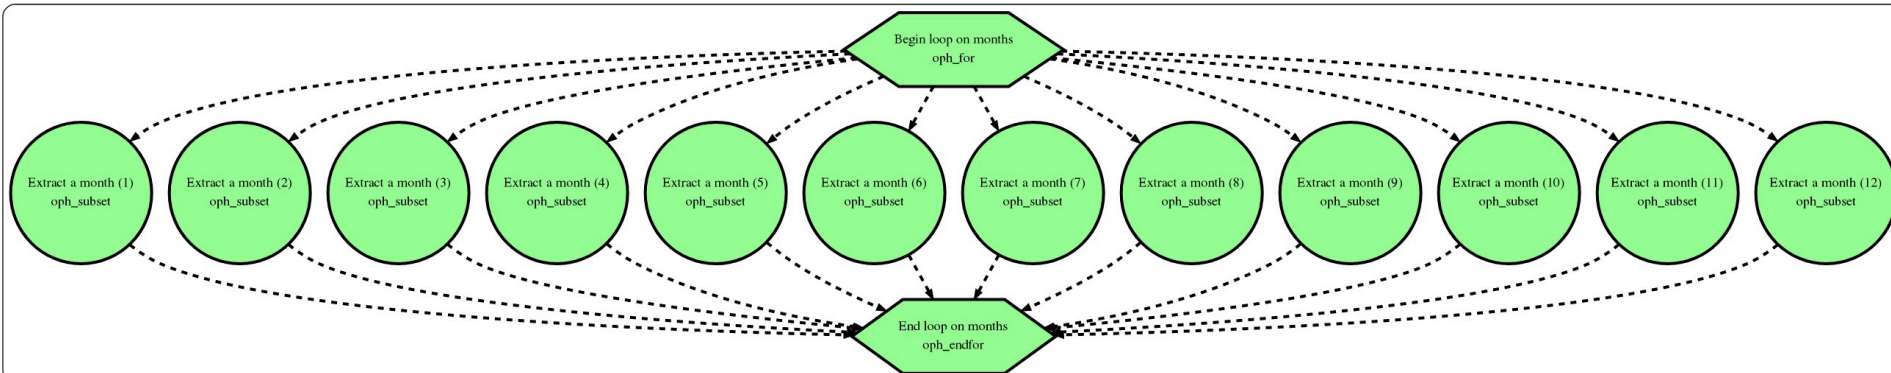 Begin loop on months
oph_for
Extract a month (1)
oph_subset
Extract a month (2)
oph_subset
Extract a month (3)
oph_subset
Extract a month (4)
oph_subset
Extract a month (5)
oph_subset
Extract a month (6)
oph_subset
Extract a month (7)
oph_subset
Extract a month (8)
oph_subset
Extract a month (9)
oph_subset
Extract a month (10)
oph_subset
Extract a month (11)
oph_subset
Extract a month (12)
oph_subset
End loop on months
oph_endfor